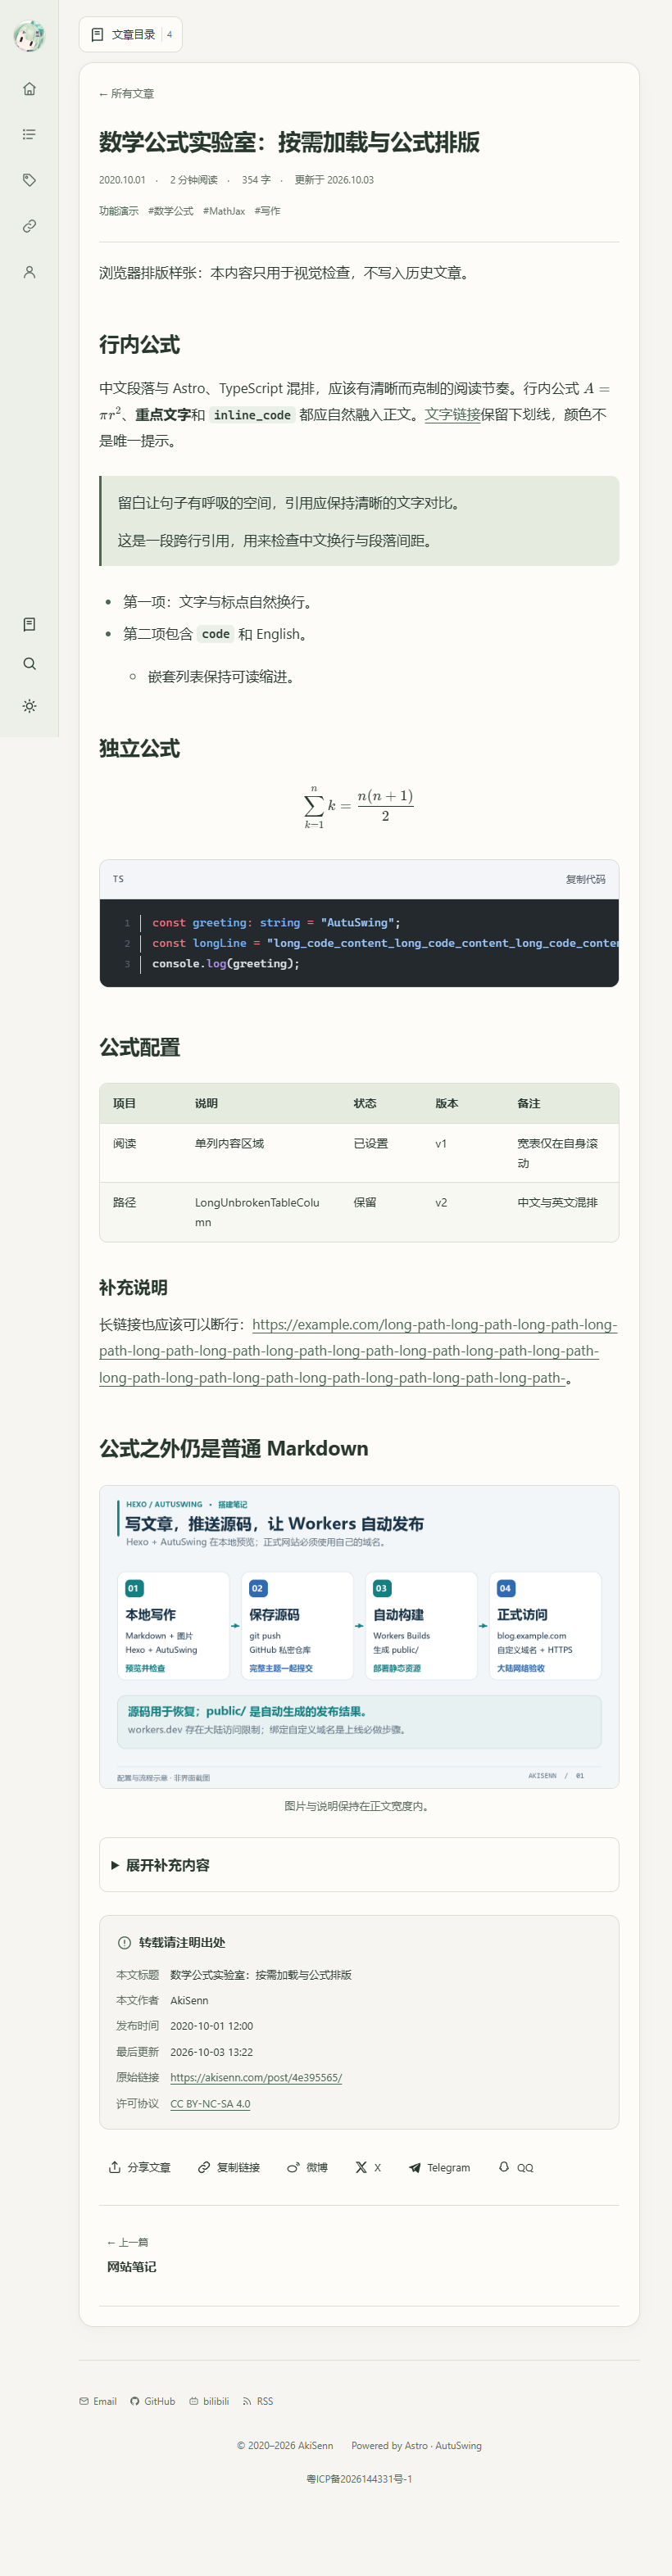 文章目录 4
← 所有文章
数学公式实验室：按需加载与公式排版
2020.10.01 · 2 分钟阅读 · 354 字 · 更新于 2026.10.03
功能演示 #数学公式 #MathJax #写作
浏览器排版样张：本内容只用于视觉检查，不写入历史文章。
行内公式
中文段落与 Astro、TypeScript 混排，应该有清晰而克制的阅读节奏。行内公式 A =
πr²、重点文字和 inline_code 都应自然融入正文。文字链接保留下划线，颜色不
是唯一提示。
留白让句子有呼吸的空间，引用应保持清晰的文字对比。
这是一段跨行引用，用来检查中文换行与段落间距。
• 第一项：文字与标点自然换行。
• 第二项包含 code 和 English。
◦ 嵌套列表保持可读缩进。
独立公式
∑_{k=1}^{n} k = n(n + 1) / 2
TS 复制代码
1 const greeting: string = "AutuSwing";
2 const longLine = "long_code_content_long_code_content_long_code_conten
3 console.log(greeting);
公式配置
项目 说明 状态 版本 备注
阅读 单列内容区域 已设置 v1 宽表仅在自身滚
动
路径 LongUnbrokenTableColu 保留 v2 中文与英文混排
mn
补充说明
长链接也应该可以断行：https://example.com/long-path-long-path-long-path-long-
path-long-path-long-path-long-path-long-path-long-path-long-path-long-path-
long-path-long-path-long-path-long-path-long-path-long-path-long-path-。
公式之外仍是普通 Markdown
HEXO / AUTUSWING • 搭建笔记
写文章，推送源码，让 Workers 自动发布
Hexo + AutuSwing 在本地预览；正式网站必须使用自己的域名。
01 02 03 04
本地写作 保存源码 自动构建 正式访问
Markdown + 图片 git push Workers Builds blog.example.com
Hexo + AutuSwing GitHub 私密仓库 生成 public/ 自定义域名 + HTTPS
预览并检查 完整主题一起提交 部署静态资源 大陆网络验收
源码用于恢复；public/ 是自动生成的发布结果。
workers.dev 存在大陆访问限制；绑定自定义域名是上线必做步骤。
配置与流程示意 · 非界面截图 AKISENN / 01
图片与说明保持在正文宽度内。
▶ 展开补充内容
转载请注明出处
本文标题 数学公式实验室：按需加载与公式排版
本文作者 AkiSenn
发布时间 2020-10-01 12:00
最后更新 2026-10-03 13:22
原始链接 https://akisenn.com/post/4e395565/
许可协议 CC BY-NC-SA 4.0
分享文章 复制链接 微博 X Telegram QQ
← 上一篇
网站笔记
Email GitHub bilibili RSS
© 2020–2026 AkiSenn Powered by Astro · AutuSwing
粤ICP备2026144331号-1